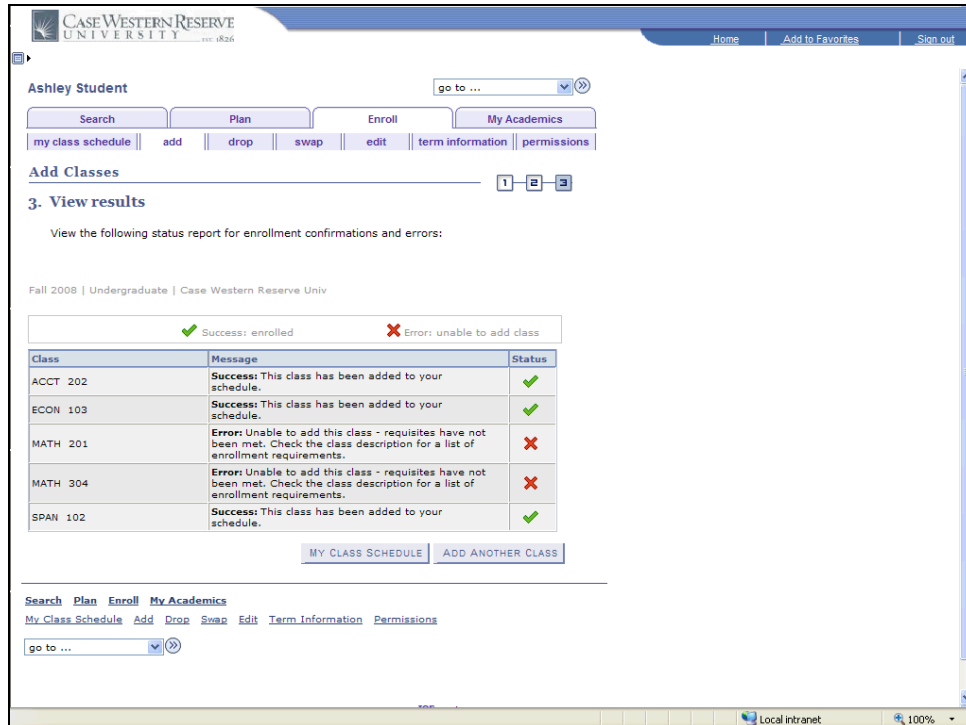 CASE WESTERN RESERVE
UNIVERSITY EST. 1826
Home Add to Favorites Sign out
Ashley Student go to ...
Search Plan Enroll My Academics
my class schedule add drop swap edit term information permissions
Add Classes 1 2 3
3. View results
View the following status report for enrollment confirmations and errors:
Fall 2008 | Undergraduate | Case Western Reserve Univ
Success: enrolled Error: unable to add class
Class Message Status
ACCT 202 Success: This class has been added to your
schedule.
ECON 103 Success: This class has been added to your
schedule.
MATH 201 Error: Unable to add this class - requisites have not
been met. Check the class description for a list of
enrollment requirements.
MATH 304 Error: Unable to add this class - requisites have not
been met. Check the class description for a list of
enrollment requirements.
SPAN 102 Success: This class has been added to your
schedule.
MY CLASS SCHEDULE ADD ANOTHER CLASS
Search Plan Enroll My Academics
My Class Schedule Add Drop Swap Edit Term Information Permissions
go to ...
Local intranet 100%